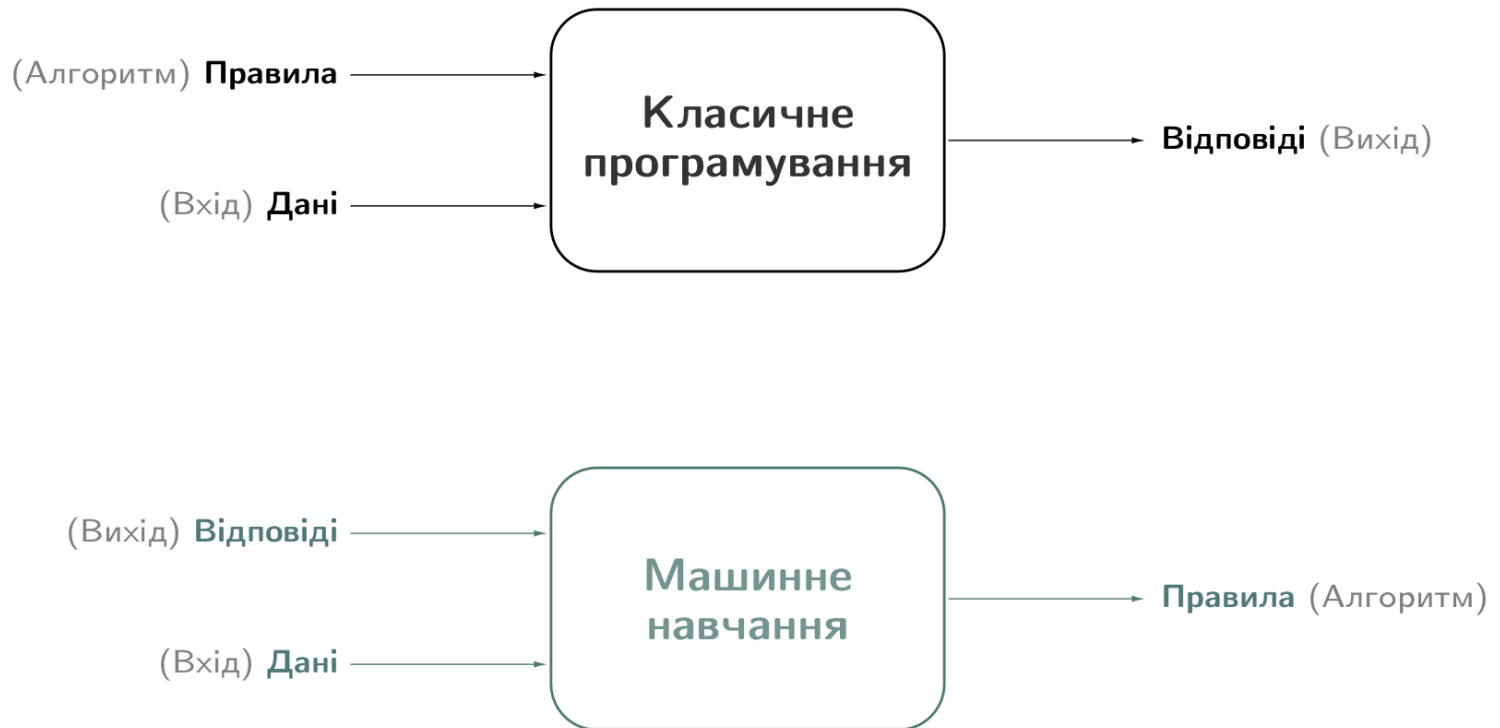 (Алгоритм) Правила
(Вхід) Дані
Класичне
програмування
Відповіді (Вихід)
(Вихід) Відповіді
(Вхід) Дані
Машинне
навчання
Правила (Алгоритм)